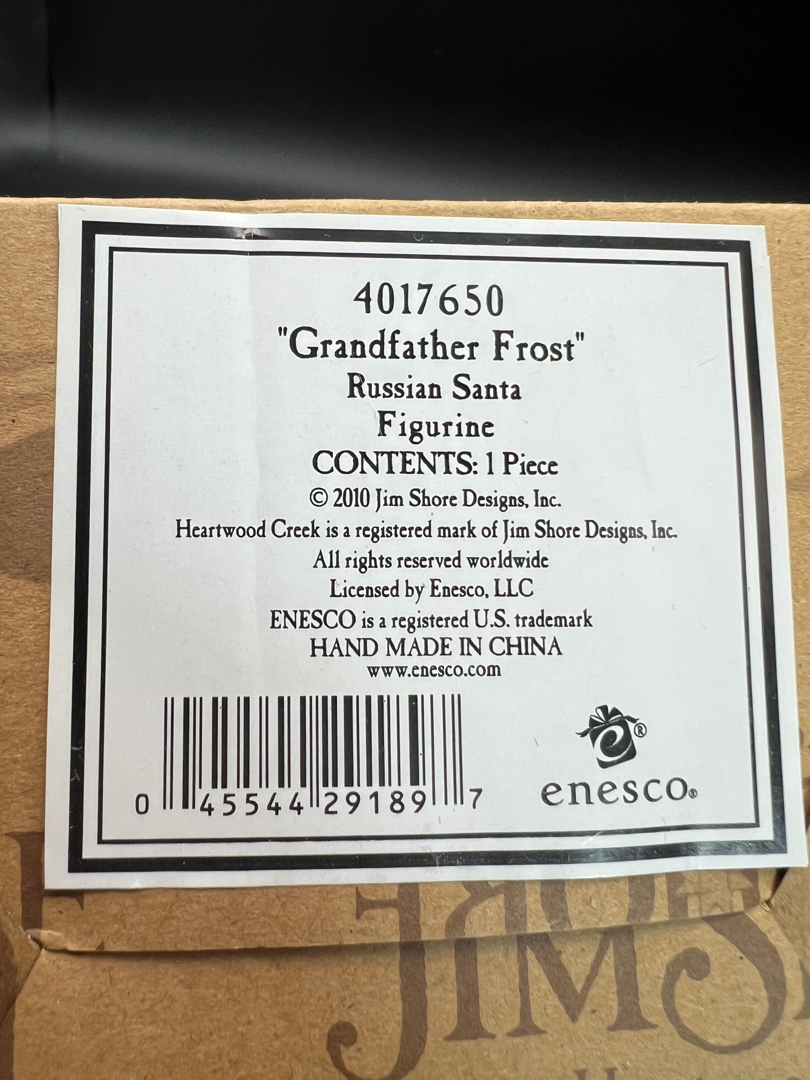 4017650
"Grandfather Frost"
Russian Santa
Figurine
CONTENTS: 1 Piece
© 2010 Jim Shore Designs, Inc.
Heartwood Creek is a registered mark of Jim Shore Designs, Inc.
All rights reserved worldwide
Licensed by Enesco, LLC
ENESCO is a registered U.S. trademark
HAND MADE IN CHINA
www.enesco.com
0 45544 29189 7
e®
enesco®
JIM S